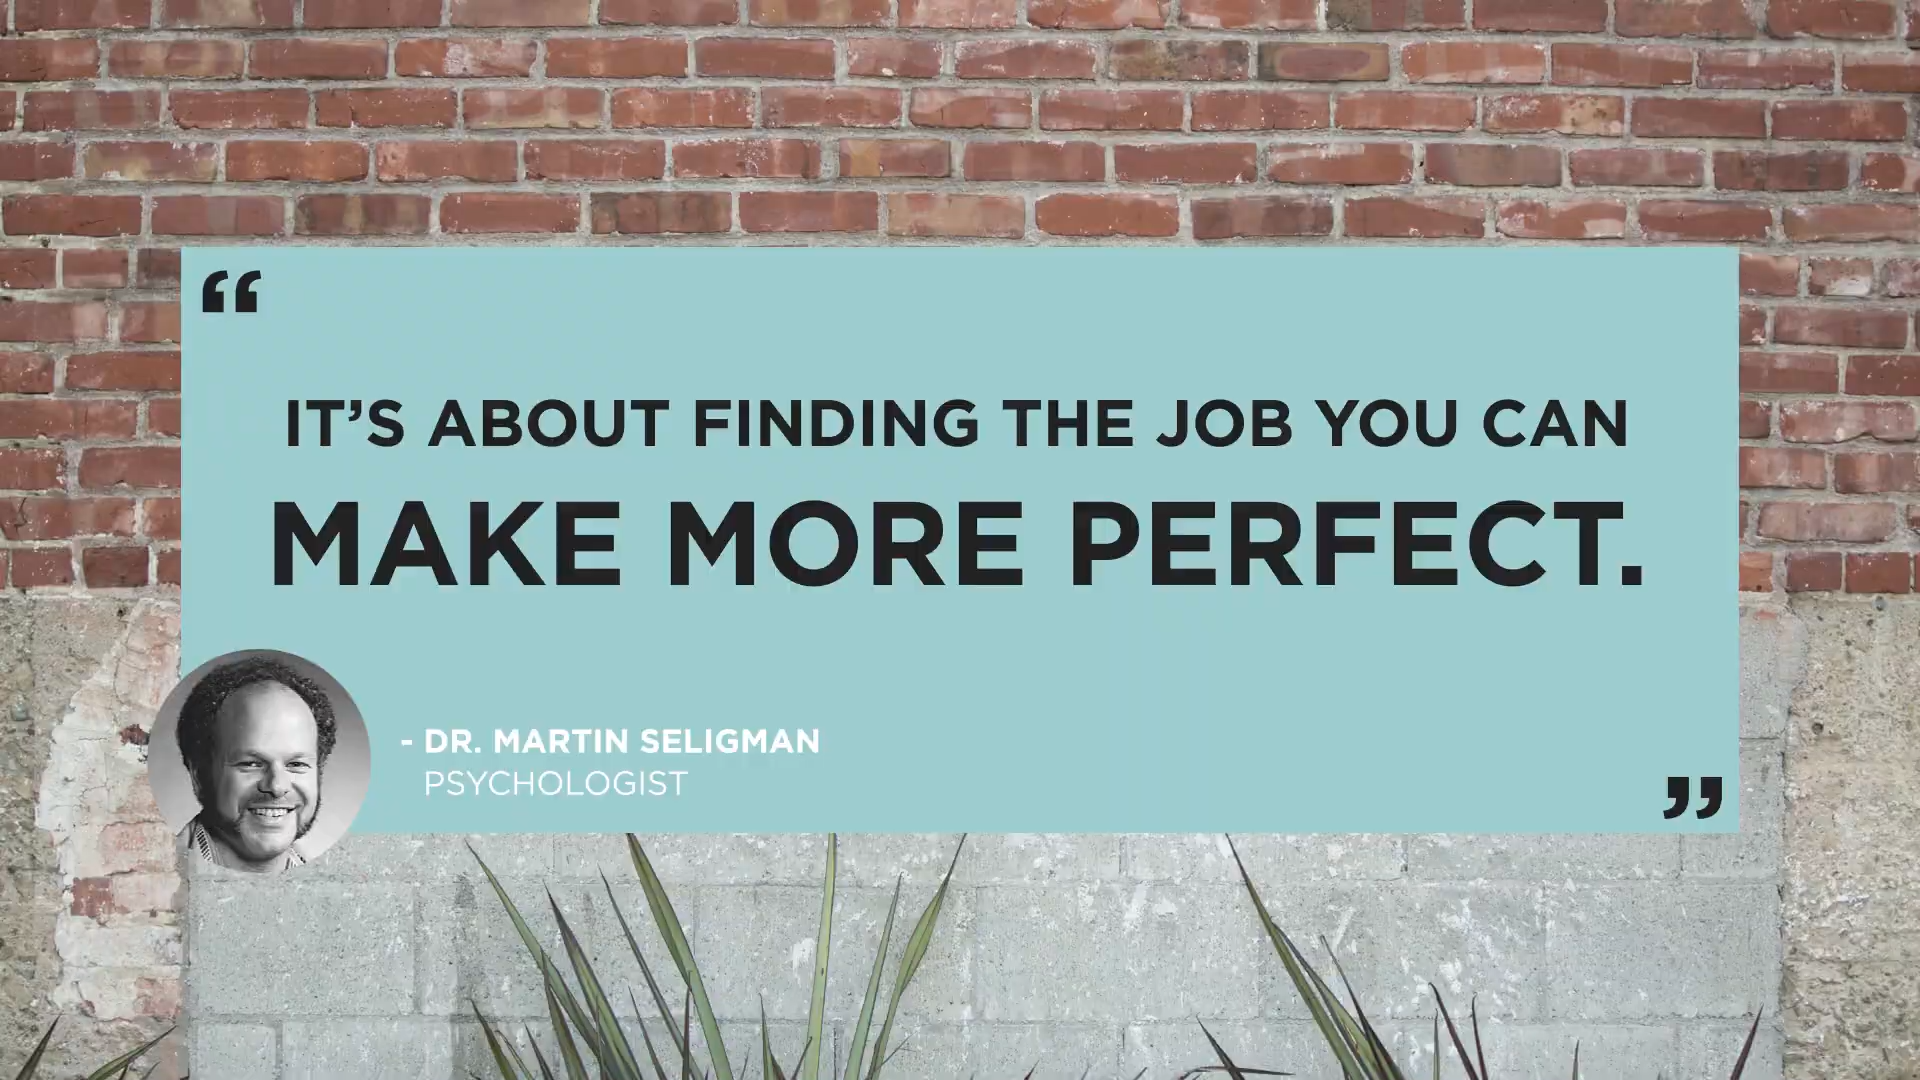 “
IT’S ABOUT FINDING THE JOB YOU CAN
MAKE MORE PERFECT.
- DR. MARTIN SELIGMAN
PSYCHOLOGIST
”